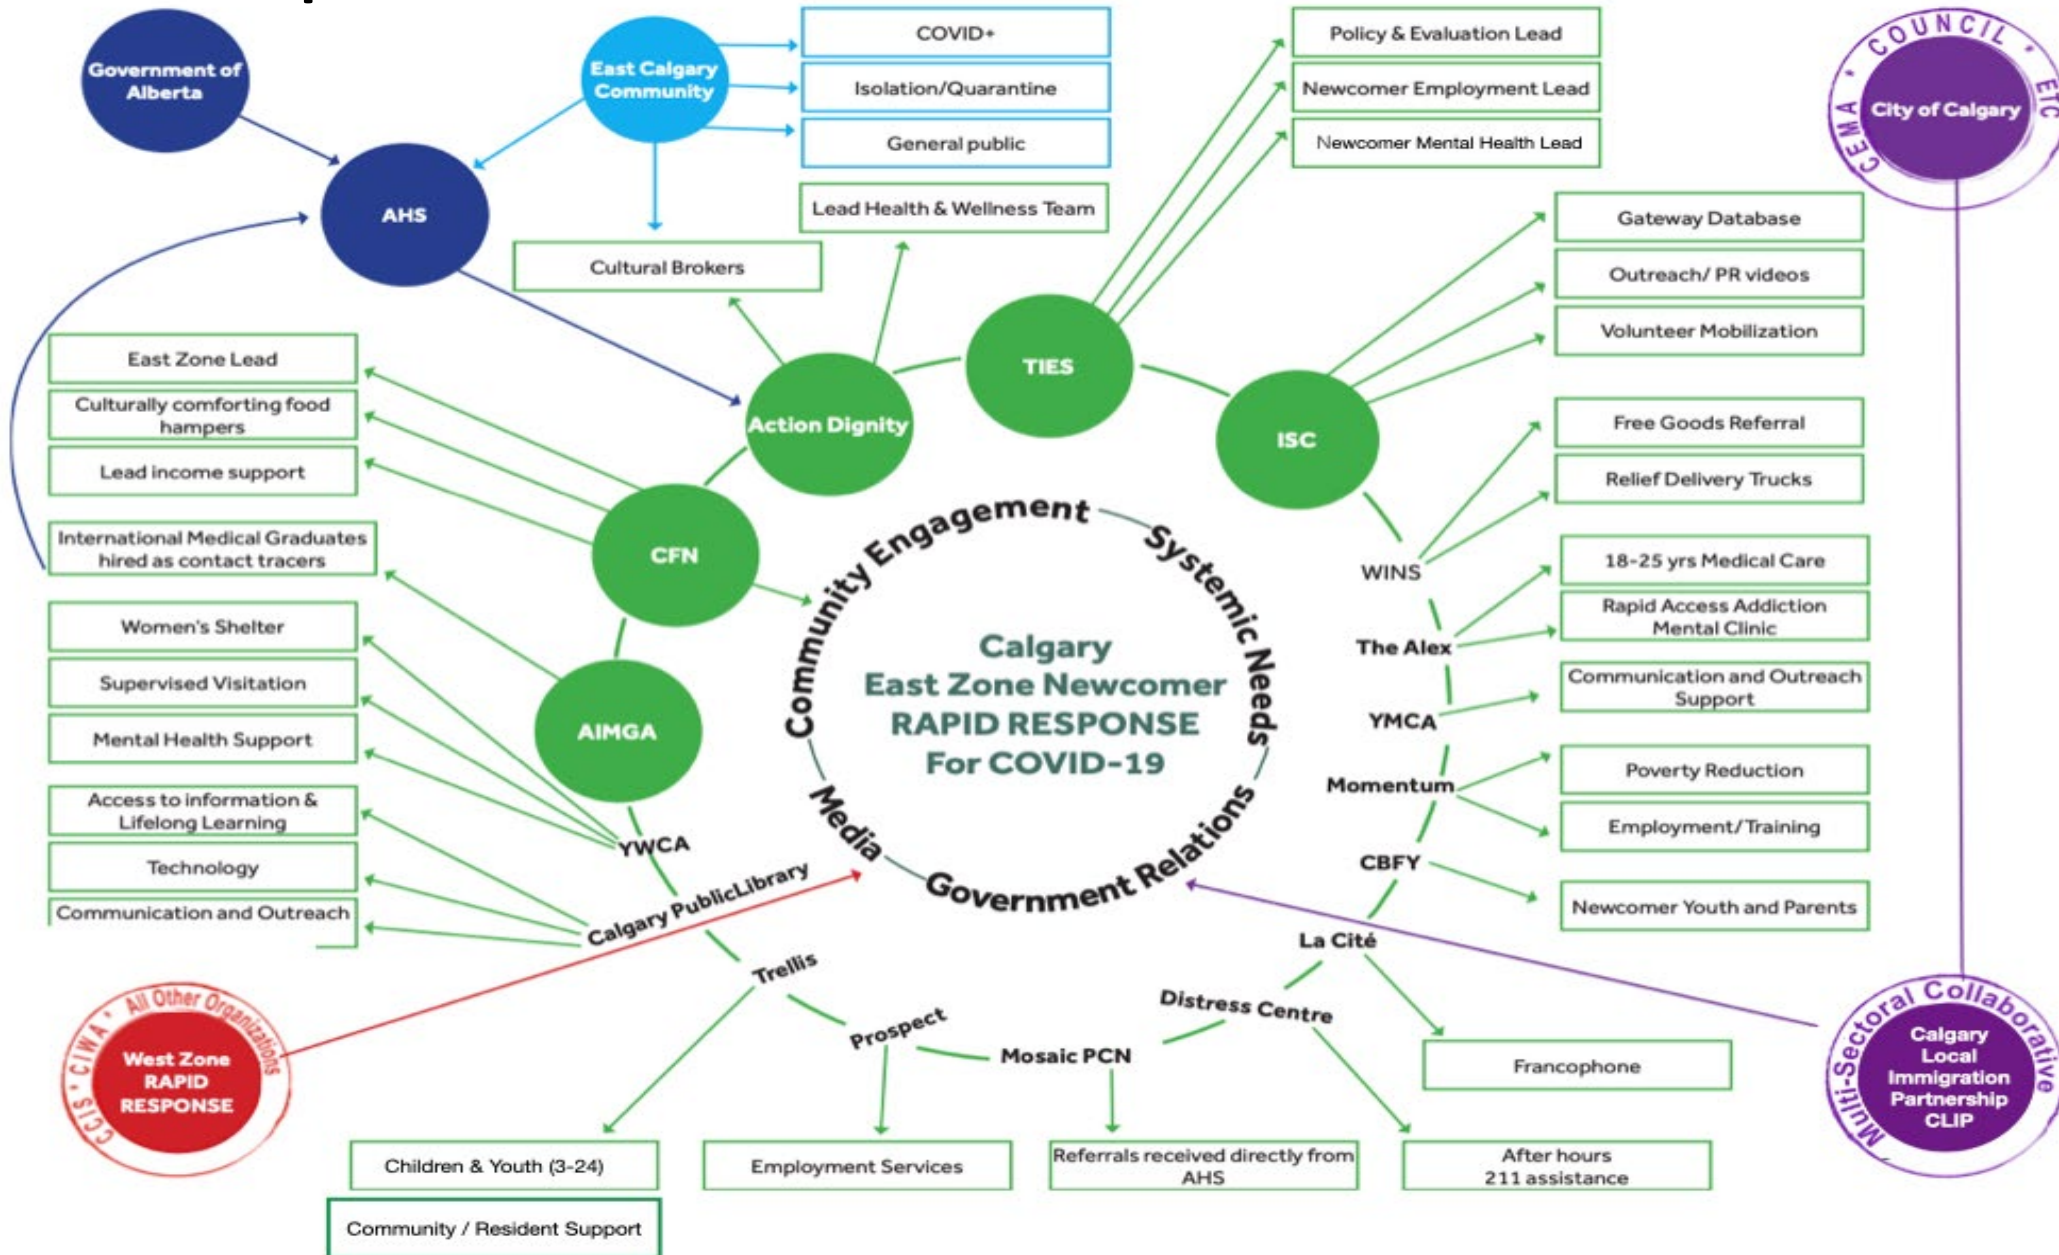 Government of
Alberta
East Calgary
Community
COVID+
Isolation/Quarantine
General public
Policy & Evaluation Lead
Newcomer Employment Lead
Newcomer Mental Health Lead
CEMA * COUNCIL * ETC
City of Calgary
AHS
Lead Health & Wellness Team
Cultural Brokers
Gateway Database
Outreach/ PR videos
Volunteer Mobilization
East Zone Lead
Culturally comforting food
hampers
Lead income support
Action Dignity
TIES
ISC
Free Goods Referral
Relief Delivery Trucks
International Medical Graduates
hired as contact tracers
CFN
WINS
18-25 yrs Medical Care
Rapid Access Addiction
Mental Clinic
Women's Shelter
Supervised Visitation
Mental Health Support
AIMGA
Community Engagement
Systemic Needs
Government Relations
Media
Calgary
East Zone Newcomer
RAPID RESPONSE
For COVID-19
The Alex
YMCA
Communication and Outreach
Support
Momentum
Poverty Reduction
Employment/Training
Access to information &
Lifelong Learning
Technology
Communication and Outreach
YWCA
Calgary PublicLibrary
CBFY
Newcomer Youth and Parents
La Cité
Trellis
Prospect
Mosaic PCN
Distress Centre
Francophone
CCIS * CIWA * All Other Organizations
West Zone
RAPID
RESPONSE
Multi-Sectoral Collaborative
Calgary
Local
Immigration
Partnership
CLIP
Children & Youth (3-24)
Employment Services
Referrals received directly from
AHS
After hours
211 assistance
Community / Resident Support